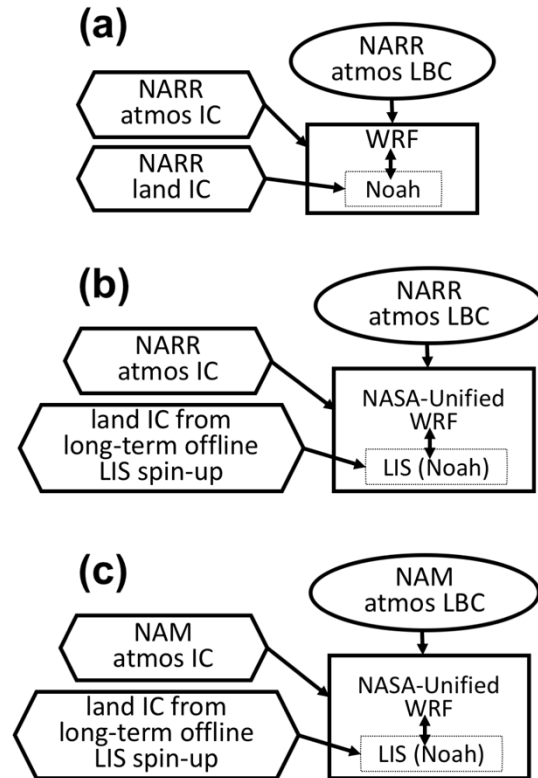 (a)
NARR
atmos LBC
NARR
atmos IC
WRF
NARR
land IC
Noah
(b)
NARR
atmos LBC
NARR
atmos IC
NASA-Unified
WRF
land IC from
long-term offline
LIS spin-up
LIS (Noah)
(c)
NAM
atmos LBC
NAM
atmos IC
NASA-Unified
WRF
land IC from
long-term offline
LIS spin-up
LIS (Noah)